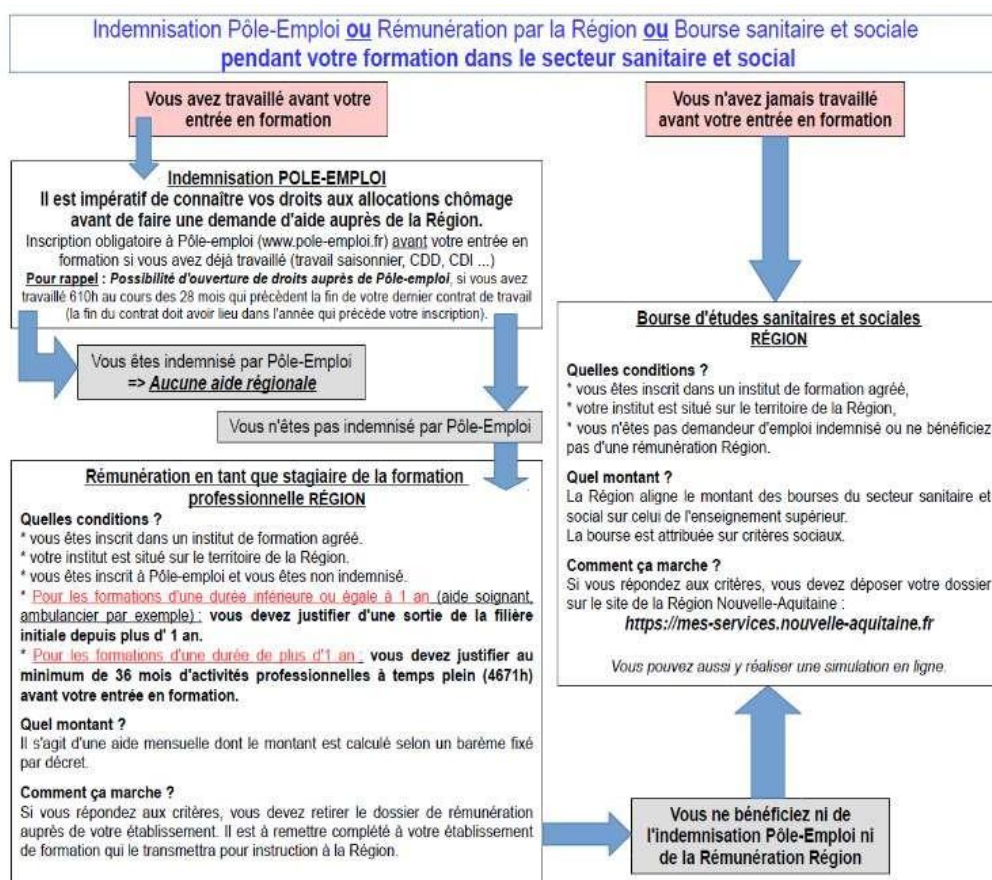 Indemnisation Pôle-Emploi ou Rémunération par la Région ou Bourse sanitaire et sociale
pendant votre formation dans le secteur sanitaire et social
Vous avez travaillé avant votre
entrée en formation
Vous n'avez jamais travaillé
avant votre entrée en formation
Indemnisation POLE-EMPLOI
Il est impératif de connaître vos droits aux allocations chômage
avant de faire une demande d'aide auprès de la Région.
Inscription obligatoire à Pôle-emploi (www.pole-emploi.fr) avant votre entrée en
formation si vous avez déjà travaillé (travail saisonnier, CDD, CDI ...)
Pour rappel : Possibilité d'ouverture de droits auprès de Pôle-emploi, si vous avez
travaillé 610h au cours des 28 mois qui précèdent la fin de votre dernier contrat de travail
(la fin du contrat doit avoir lieu dans l'année qui précède votre inscription).
Vous êtes indemnisé par Pôle-Emploi
=> Aucune aide régionale
Vous n'êtes pas indemnisé par Pôle-Emploi
Rémunération en tant que stagiaire de la formation
professionnelle RÉGION
Quelles conditions ?
* vous êtes inscrit dans un institut de formation agréé.
* votre institut est situé sur le territoire de la Région.
* vous êtes inscrit à Pôle-emploi et vous êtes non indemnisé.
* Pour les formations d'une durée inférieure ou égale à 1 an (aide soignant,
ambulancier par exemple) : vous devez justifier d'une sortie de la filière
initiale depuis plus d' 1 an.
* Pour les formations d'une durée de plus d'1 an : vous devez justifier au
minimum de 36 mois d'activités professionnelles à temps plein (4671h)
avant votre entrée en formation.
Quel montant ?
Il s'agit d'une aide mensuelle dont le montant est calculé selon un barème fixé
par décret.
Comment ça marche ?
Si vous répondez aux critères, vous devez retirer le dossier de rémunération
auprès de votre établissement. Il est à remettre complété à votre établissement
de formation qui le transmettra pour instruction à la Région.
Bourse d'études sanitaires et sociales
RÉGION
Quelles conditions ?
* vous êtes inscrit dans un institut de formation agréé,
* votre institut est situé sur le territoire de la Région,
* vous n'êtes pas demandeur d'emploi indemnisé ou ne bénéficiez
pas d'une rémunération Région.
Quel montant ?
La Région aligne le montant des bourses du secteur sanitaire et
social sur celui de l'enseignement supérieur.
La bourse est attribuée sur critères sociaux.
Comment ça marche ?
Si vous répondez aux critères, vous devez déposer votre dossier
sur le site de la Région Nouvelle-Aquitaine :
https://mes-services.nouvelle-aquitaine.fr
Vous pouvez aussi y réaliser une simulation en ligne.
Vous ne bénéficiez ni de
l'indemnisation Pôle-Emploi ni
de la Rémunération Région